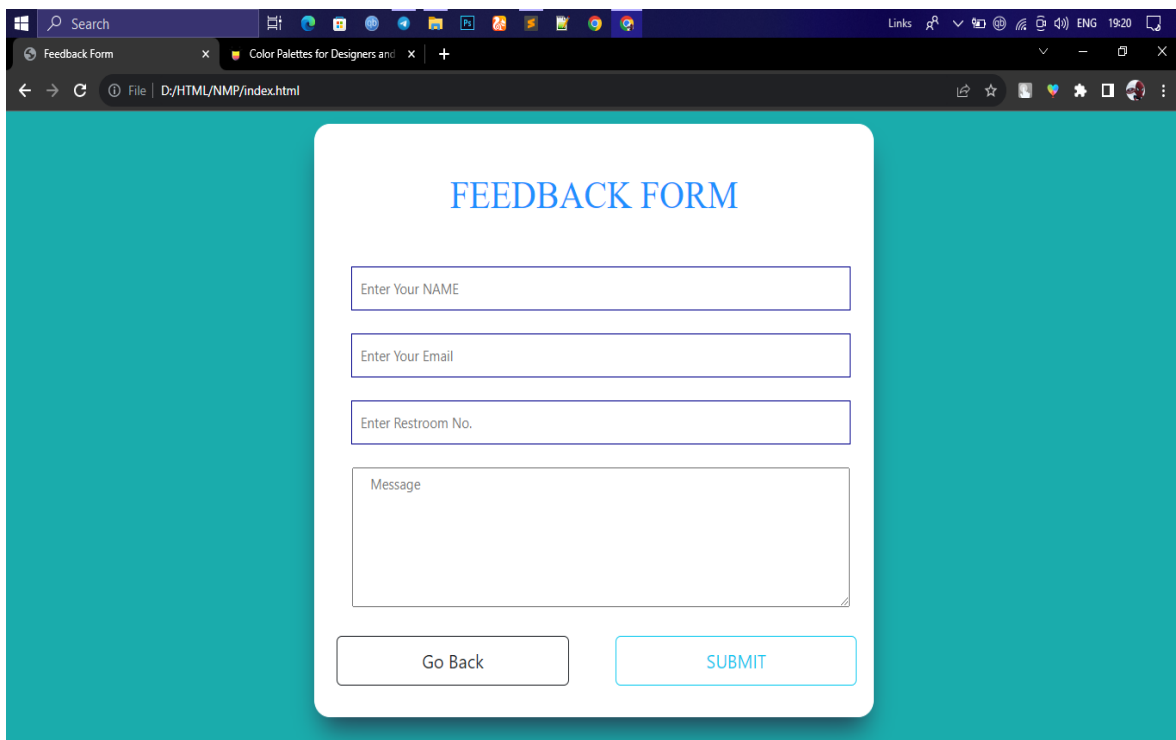 Search
Links
ENG 19:20
Feedback Form
Color Palettes for Designers and
File D:/HTML/NMP/index.html
FEEDBACK FORM
Enter Your NAME
Enter Your Email
Enter Restroom No.
Message
Go Back
SUBMIT